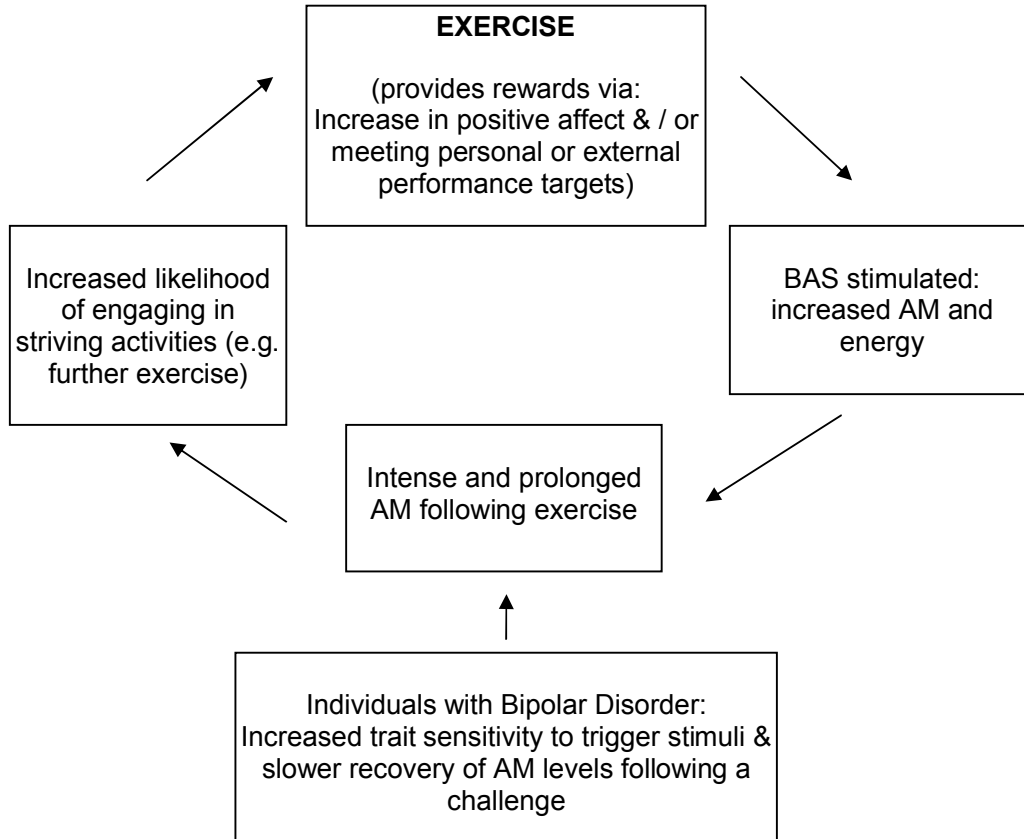 EXERCISE
(provides rewards via:
Increase in positive affect & / or
meeting personal or external
performance targets)
BAS stimulated:
increased AM and
energy
Intense and prolonged
AM following exercise
Increased likelihood
of engaging in
striving activities (e.g.
further exercise)
Individuals with Bipolar Disorder:
Increased trait sensitivity to trigger stimuli &
slower recovery of AM levels following a
challenge